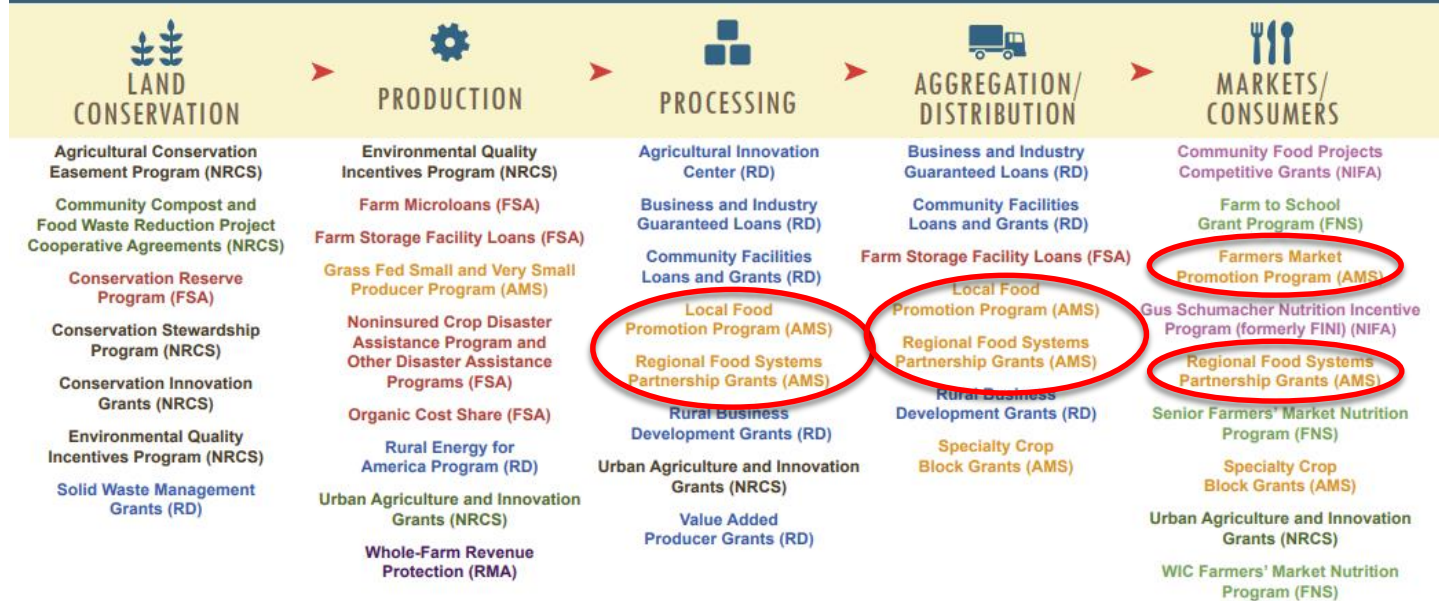 LAND
CONSERVATION
Agricultural Conservation
Easement Program (NRCS)
Community Compost and
Food Waste Reduction Project
Cooperative Agreements (NRCS)
Conservation Reserve
Program (FSA)
Conservation Stewardship
Program (NRCS)
Conservation Innovation
Grants (NRCS)
Environmental Quality
Incentives Program (NRCS)
Solid Waste Management
Grants (RD)
PRODUCTION
Environmental Quality
Incentives Program (NRCS)
Farm Microloans (FSA)
Farm Storage Facility Loans (FSA)
Grass Fed Small and Very Small
Producer Program (AMS)
Noninsured Crop Disaster
Assistance Program and
Other Disaster Assistance
Programs (FSA)
Organic Cost Share (FSA)
Rural Energy for
America Program (RD)
Urban Agriculture and Innovation
Grants (NRCS)
Whole-Farm Revenue
Protection (RMA)
PROCESSING
Agricultural Innovation
Center (RD)
Business and Industry
Guaranteed Loans (RD)
Community Facilities
Loans and Grants (RD)
Local Food
Promotion Program (AMS)
Regional Food Systems
Partnership Grants (AMS)
Rural Business
Development Grants (RD)
Urban Agriculture and Innovation
Grants (NRCS)
Value Added
Producer Grants (RD)
AGGREGATION/
DISTRIBUTION
Business and Industry
Guaranteed Loans (RD)
Community Facilities
Loans and Grants (RD)
Farm Storage Facility Loans (FSA)
Local Food
Promotion Program (AMS)
Regional Food Systems
Partnership Grants (AMS)
Rural Business
Development Grants (RD)
Specialty Crop
Block Grants (AMS)
MARKETS/
CONSUMERS
Community Food Projects
Competitive Grants (NIFA)
Farm to School
Grant Program (FNS)
Farmers Market
Promotion Program (AMS)
Gus Schumacher Nutrition Incentive
Program (formerly FINI) (NIFA)
Regional Food Systems
Partnership Grants (AMS)
Senior Farmers' Market Nutrition
Program (FNS)
Specialty Crop
Block Grants (AMS)
Urban Agriculture and Innovation
Grants (NRCS)
WIC Farmers' Market Nutrition
Program (FNS)